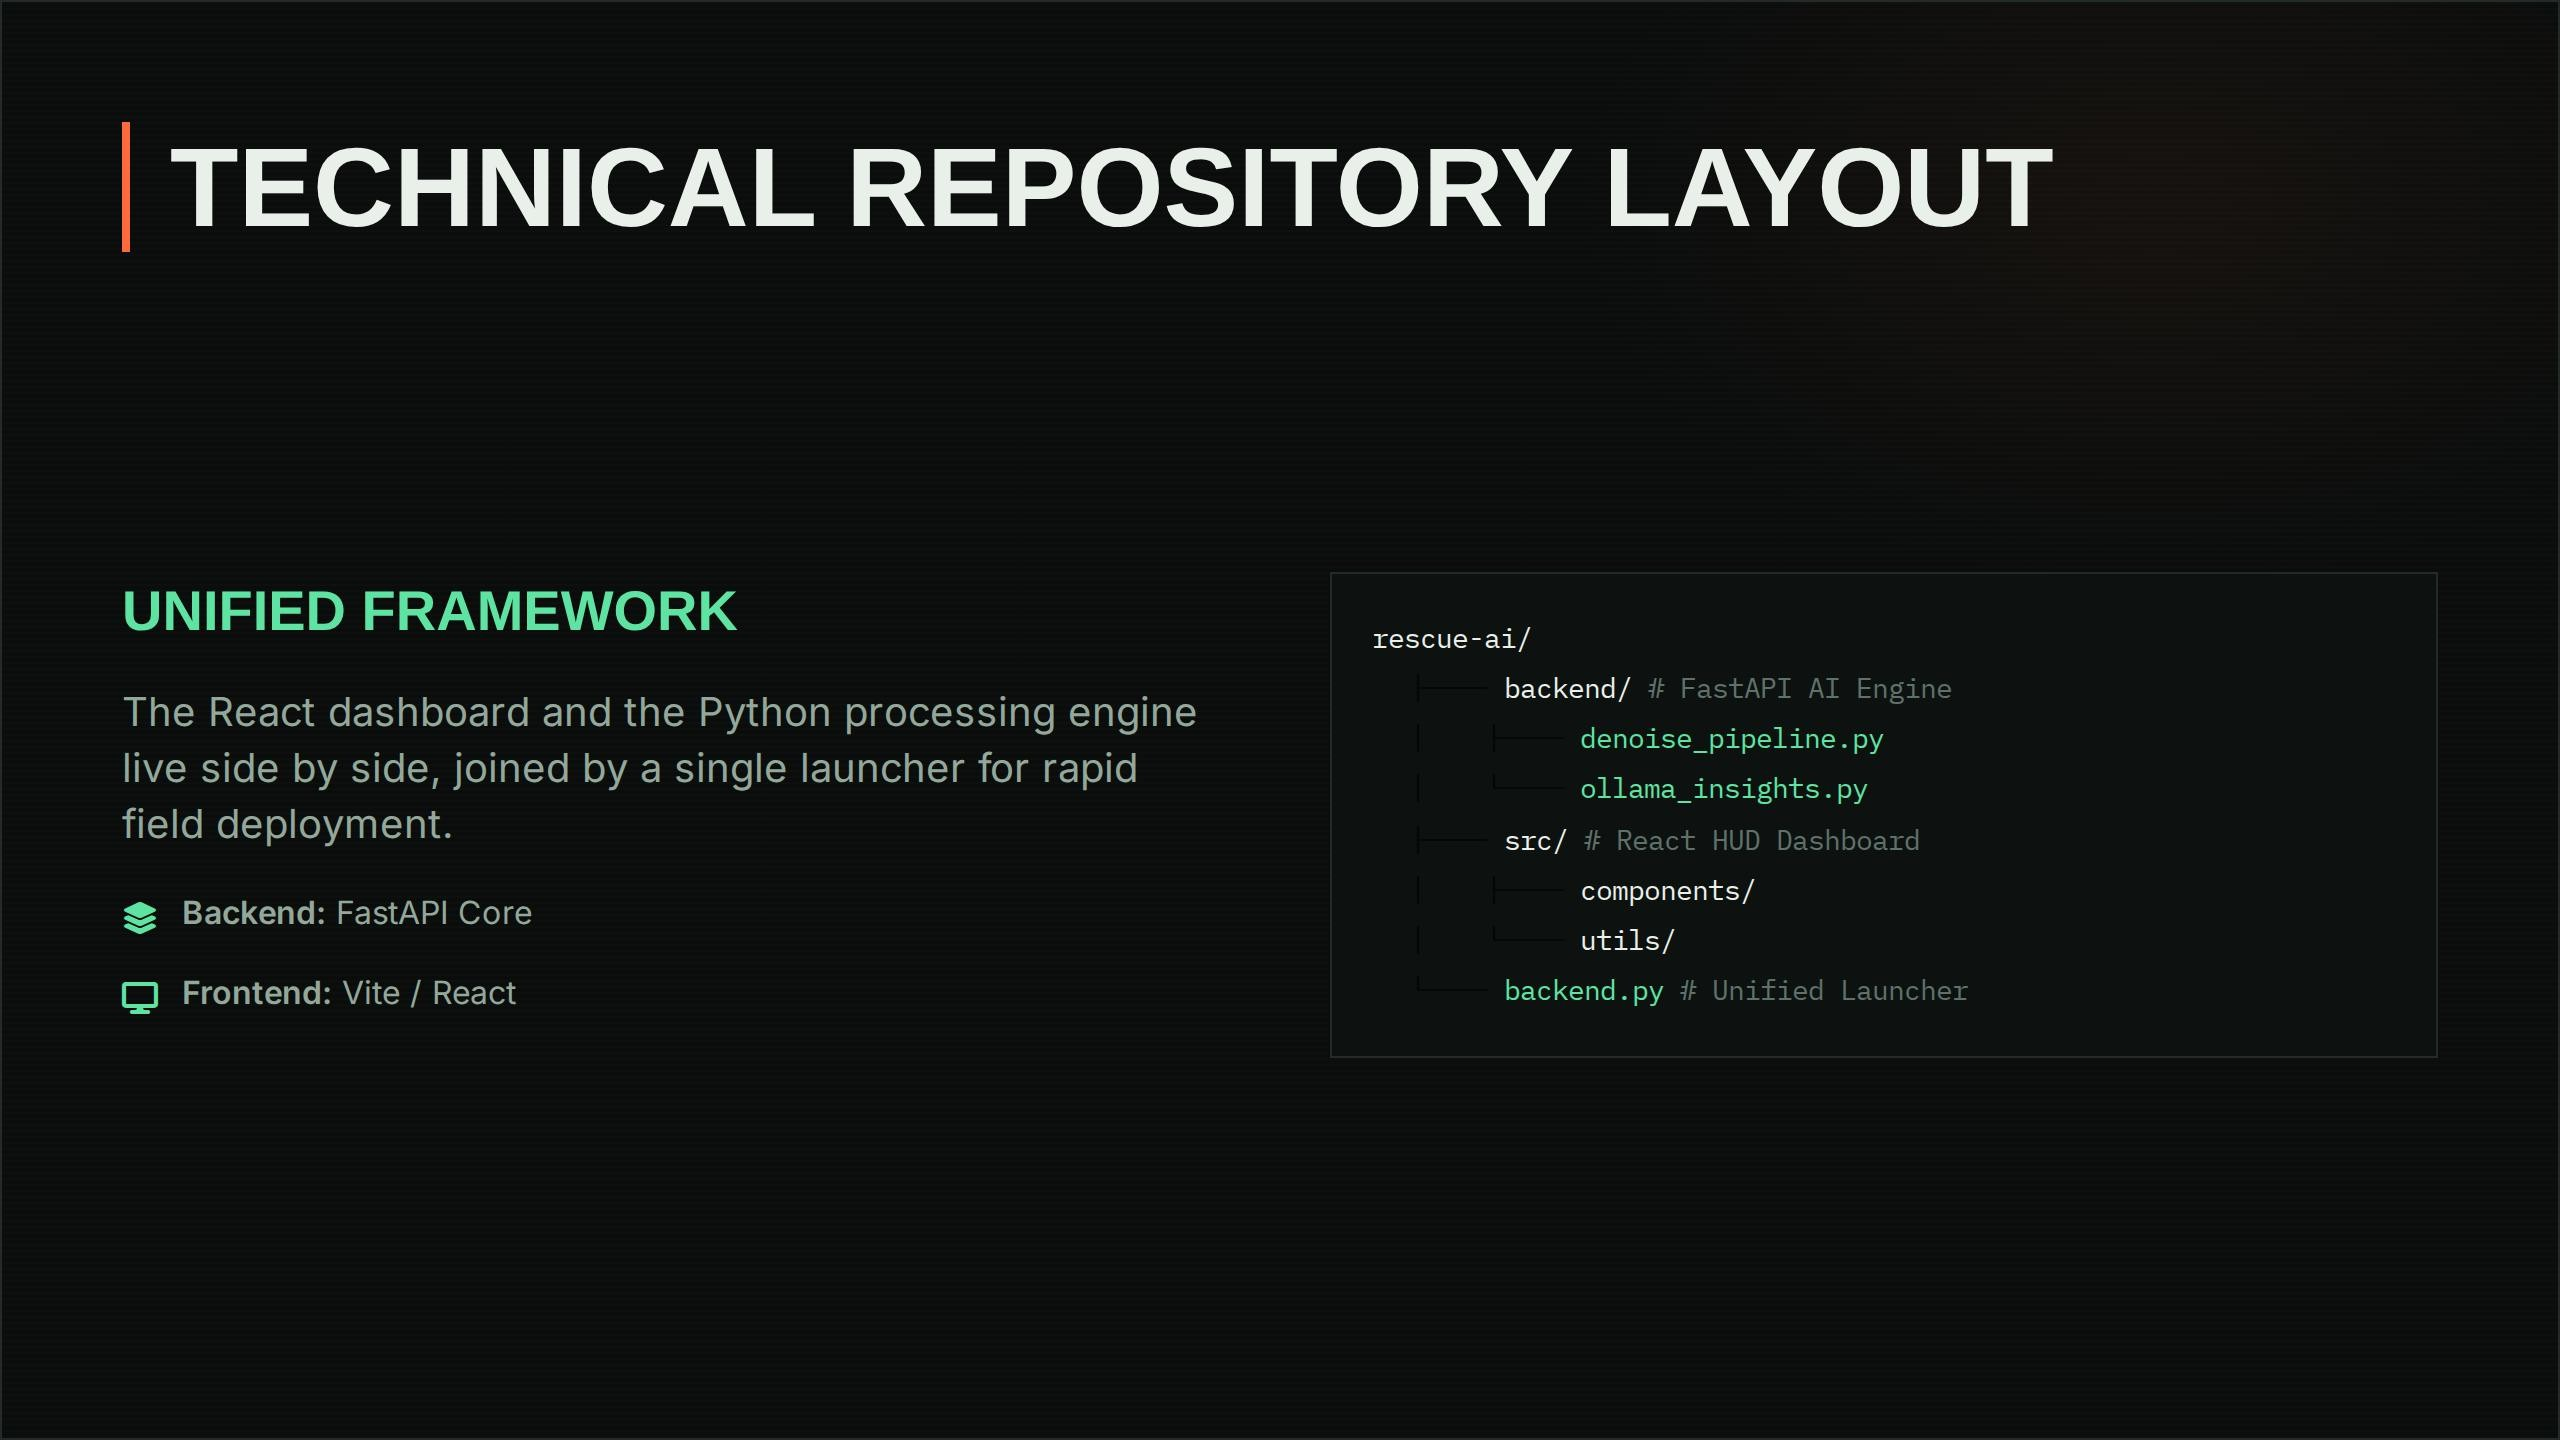 TECHNICAL REPOSITORY LAYOUT
UNIFIED FRAMEWORK
The React dashboard and the Python processing engine
live side by side, joined by a single launcher for rapid
field deployment.
Backend: FastAPI Core
Frontend: Vite / React
rescue-ai/
├── backend/ # FastAPI AI Engine
│   ├── denoise_pipeline.py
│   └── ollama_insights.py
├── src/ # React HUD Dashboard
│   ├── components/
│   └── utils/
└── backend.py # Unified Launcher